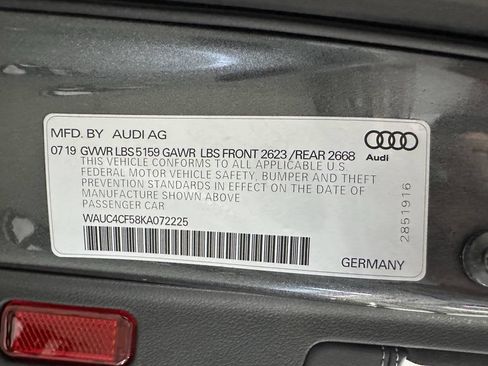 MFD. BY AUDI AG
07 19 GVWR LBS 5159 GAWR LBS FRONT 2623 /REAR 2668
THIS VEHICLE CONFORMS TO ALL APPLICABLE U.S.
FEDERAL MOTOR VEHICLE SAFETY, BUMPER AND THEFT
PREVENTION STANDARDS IN EFFECT ON THE DATE OF
MANUFACTURE SHOWN ABOVE
PASSENGER CAR
WAUC4CF58KA072225
GERMANY
Audi
2851916